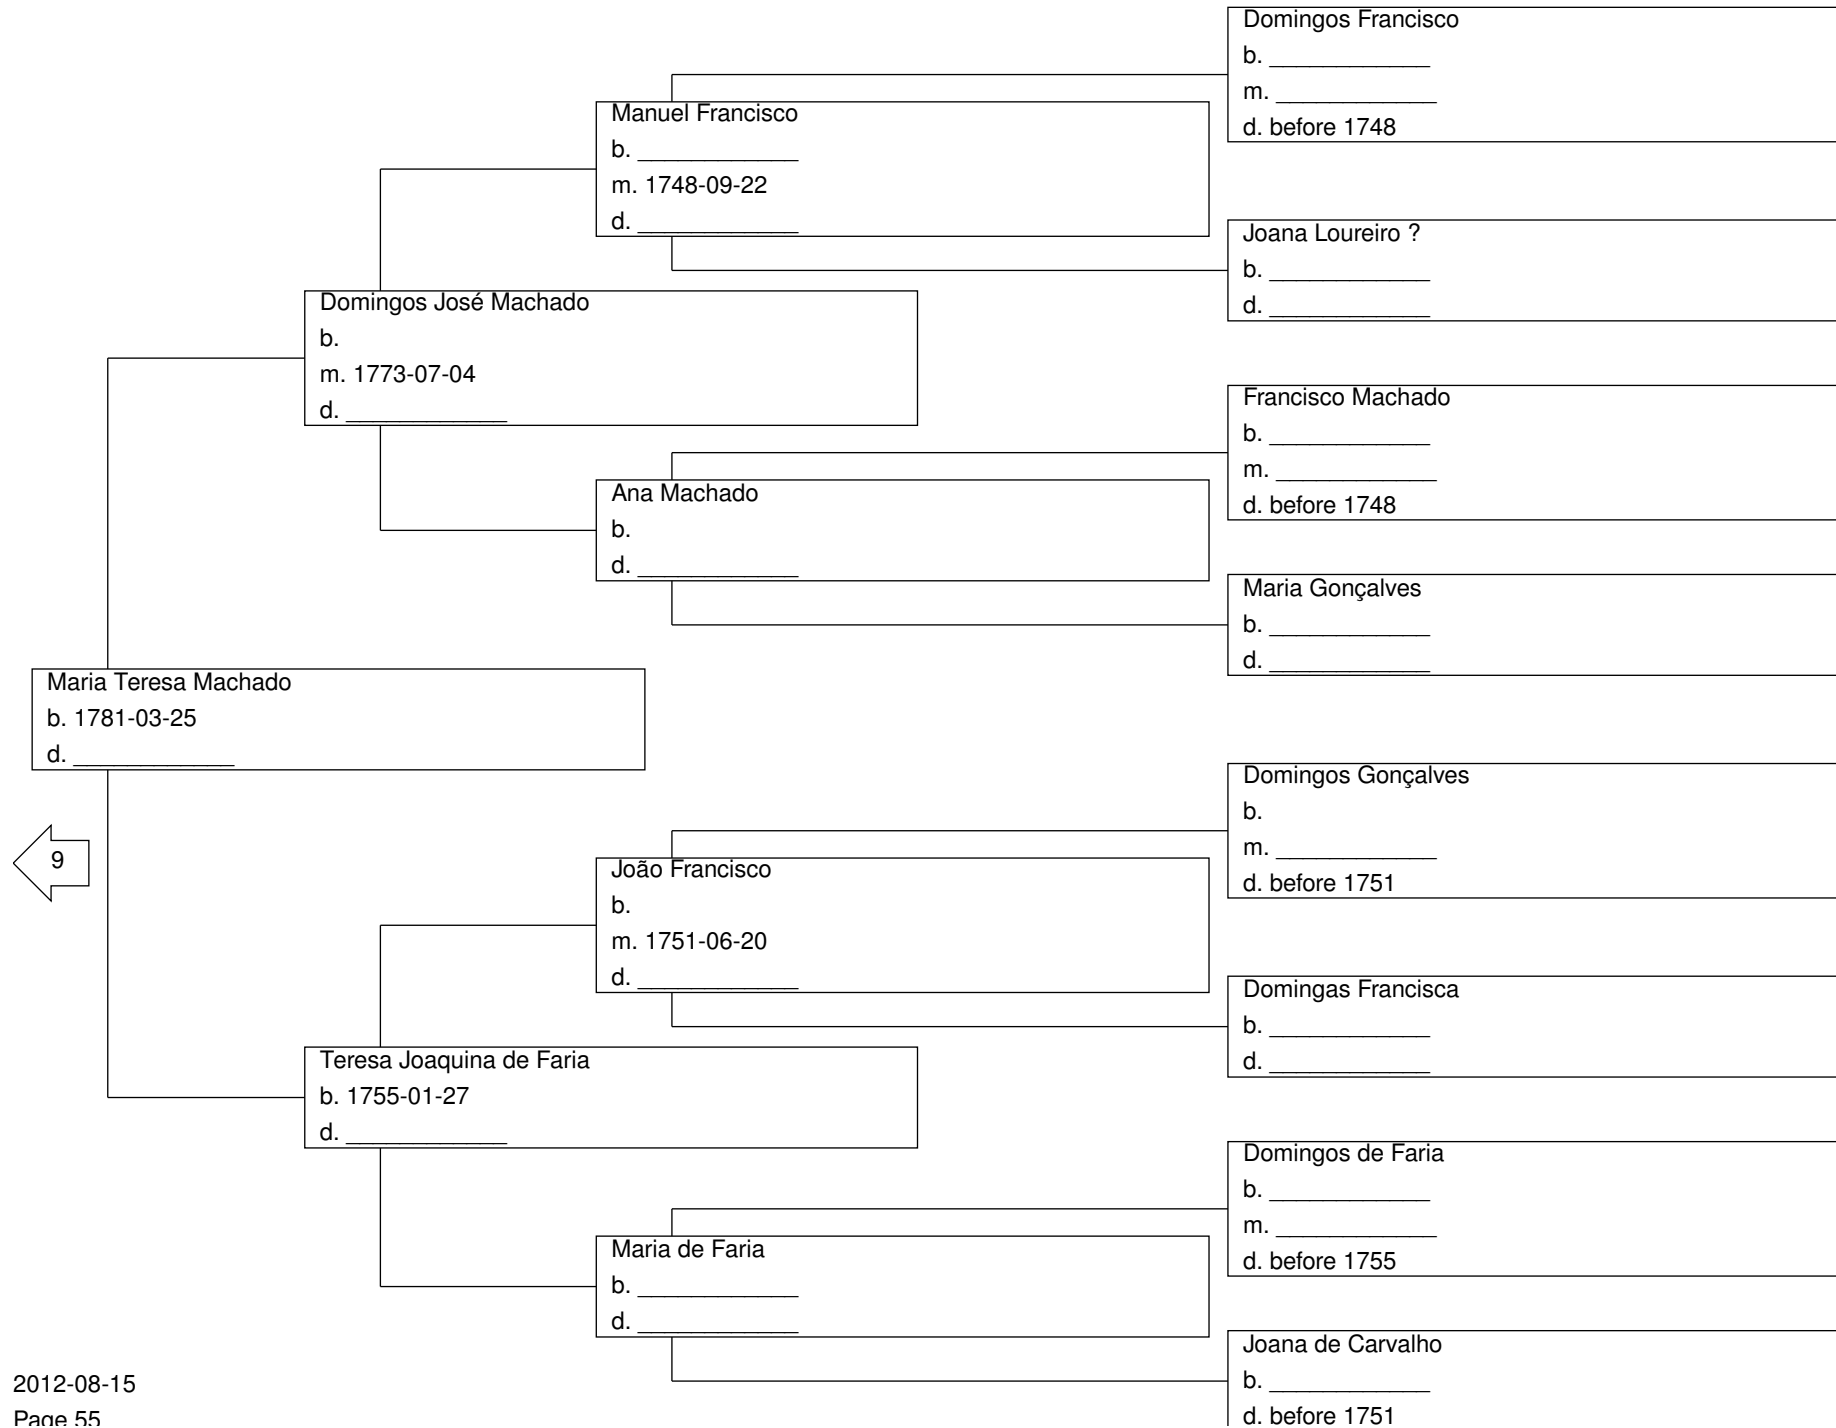 Domingos Francisco
b. ____________
m. ____________
d. before 1748
Manuel Francisco
b. ____________
m. 1748-09-22
d. ____________
Joana Loureiro ?
b. ____________
d. ____________
Domingos José Machado
b.
m. 1773-07-04
d. ____________
Francisco Machado
b. ____________
m. ____________
d. before 1748
Ana Machado
b.
d. ____________
Maria Gonçalves
b. ____________
d. ____________
Maria Teresa Machado
b. 1781-03-25
d. ____________
Domingos Gonçalves
b.
m. ____________
d. before 1751
9
João Francisco
b.
m. 1751-06-20
d. ____________
Domingas Francisca
b. ____________
d. ____________
Teresa Joaquina de Faria
b. 1755-01-27
d. ____________
Domingos de Faria
b. ____________
m. ____________
d. before 1755
Maria de Faria
b. ____________
d. ____________
Joana de Carvalho
b. ____________
d. before 1751
2012-08-15
Page 55